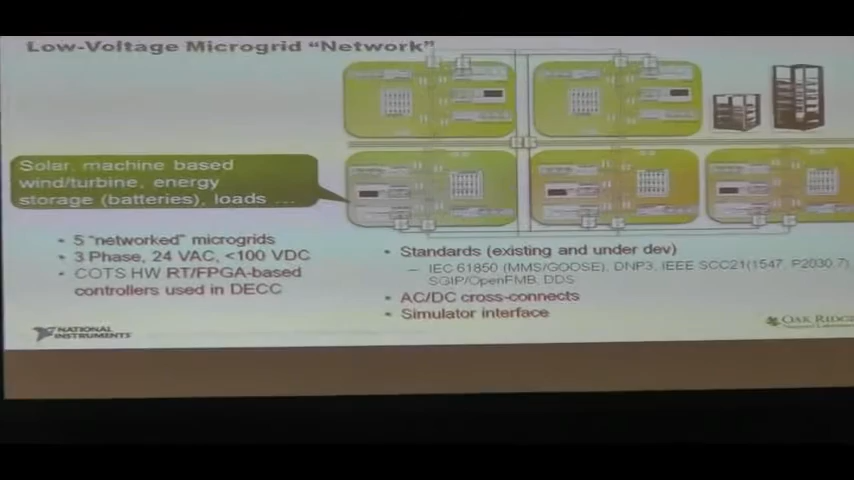 Low-Voltage Microgrid "Network"
Solar, machine based
wind/turbine, energy
storage (batteries), loads ...
• 5 "networked" microgrids
• 3 Phase, 24 VAC, <100 VDC
• COTS HW RT/FPGA-based
controllers used in DECC
• Standards (existing and under dev)
– IEC 61850 (MMS/GOOSE), DNP3, IEEE SCC21(1547, P2030.7)
SGIP/OpenFMB, DDS
• AC/DC cross-connects
• Simulator interface
NATIONAL
INSTRUMENTS
OAK RIDGE
National Laboratory